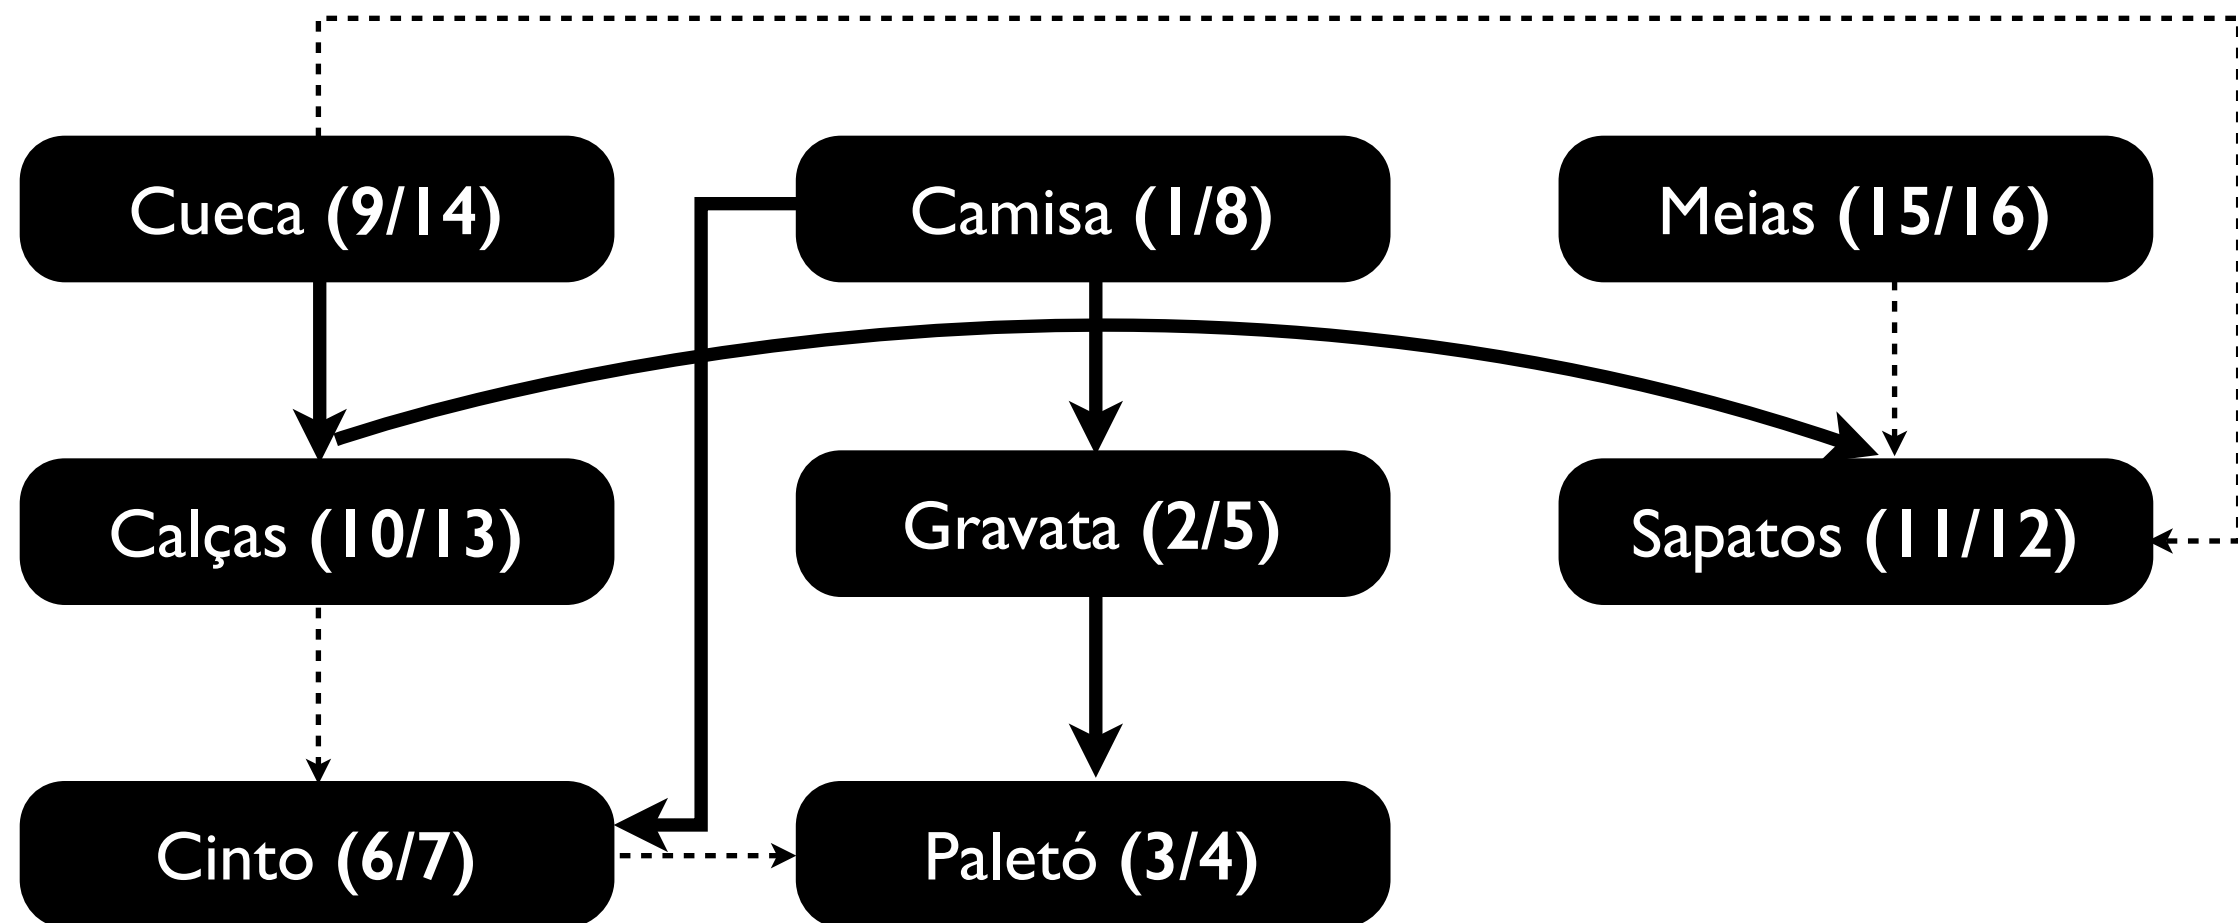 Cueca (9/14)
Camisa (1/8)
Meias (15/16)
Calças (10/13)
Gravata (2/5)
Sapatos (11/12)
Cinto (6/7)
Paletó (3/4)